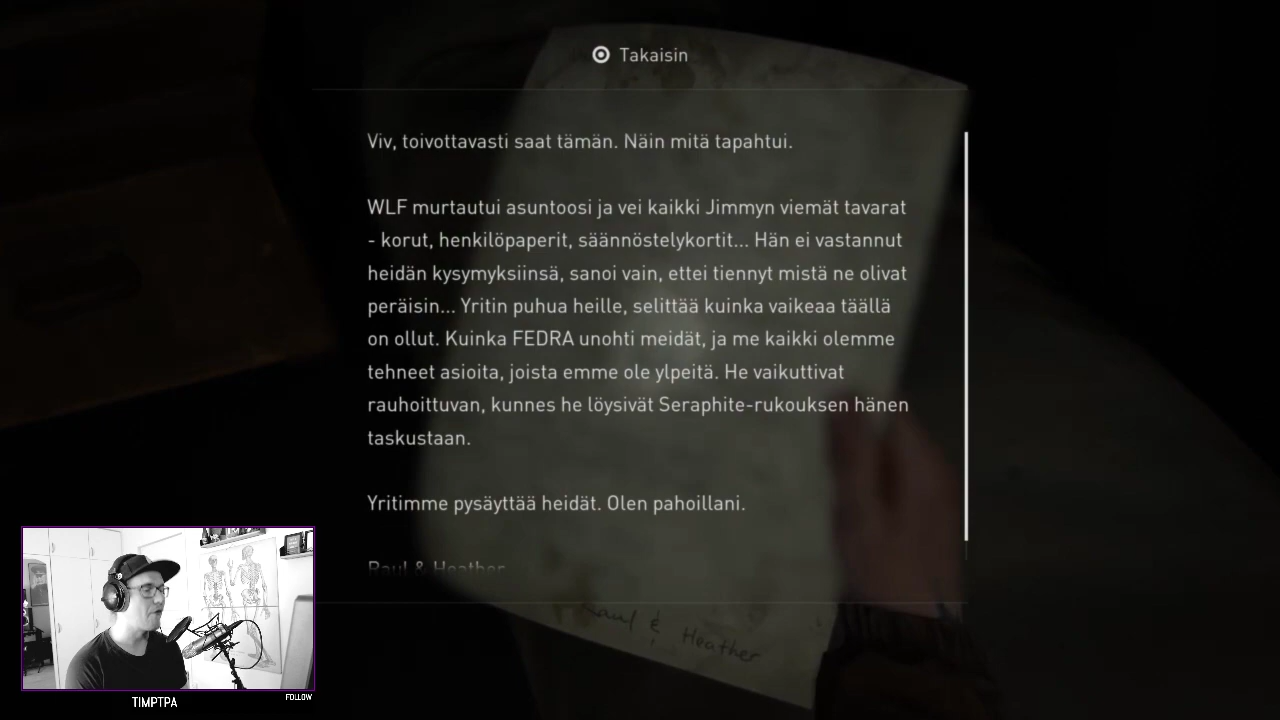 Takaisin
Viv, toivottavasti saat tämän. Näin mitä tapahtui.
WLF murtautui asuntoosi ja vei kaikki Jimmyn viemät tavarat
- korut, henkilöpaperit, säännöstelykortit... Hän ei vastannut
heidän kysymyksiinsä, sanoi vain, ettei tiennyt mistä ne olivat
peräisin... Yritin puhua heille, selittää kuinka vaikeaa täällä
on ollut. Kuinka FEDRA unohti meidät, ja me kaikki olemme
tehneet asioita, joista emme ole ylpeitä. He vaikuttivat
rauhoittuvan, kunnes he löysivät Seraphite-rukouksen hänen
taskustaan.
Yritimme pysäyttää heidät. Olen pahoillani.
Raul & Heather
Raul & Heather
TIMPTPA
FOLLOW